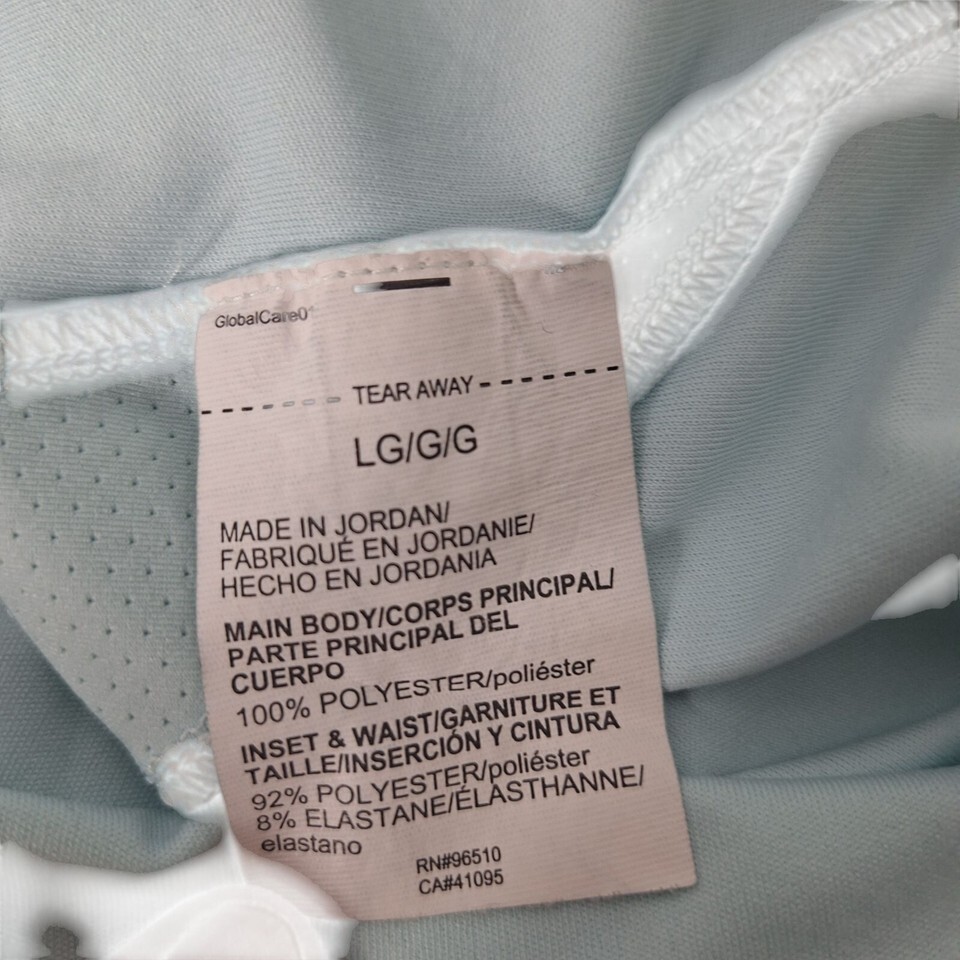 GlobalCare01
TEAR AWAY
LG/G/G
MADE IN JORDAN/
FABRIQUÉ EN JORDANIE/
HECHO EN JORDANIA
MAIN BODY/CORPS PRINCIPAL/
PARTE PRINCIPAL DEL
CUERPO
100% POLYESTER/poliéster
INSET & WAIST/GARNITURE ET
TAILLE/INSERCIÓN Y CINTURA
92% POLYESTER/poliéster
8% ELASTANE/ÉLASTHANNE/
elastano
RN#96510
CA#41095